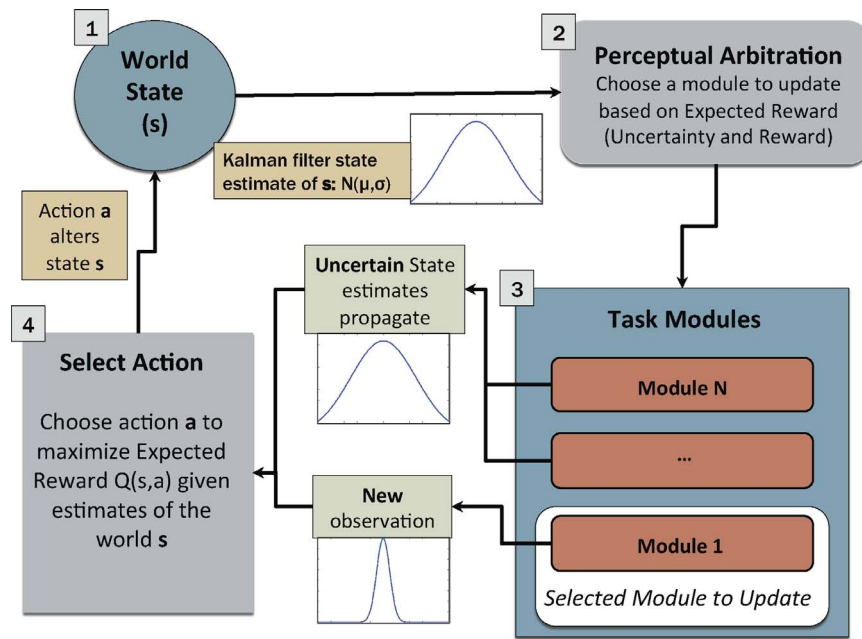 1
World
State
(s)
2
Perceptual Arbitration
Choose a module to update
based on Expected Reward
(Uncertainty and Reward)
Kalman filter state
estimate of s: N(μ,σ)
Action a
alters
state s
Uncertain State
estimates
propagate
3
Task Modules
Module N
...
Module 1
Selected Module to Update
4
Select Action
Choose action a to
maximize Expected
Reward Q(s,a) given
estimates of the
world s
New
observation